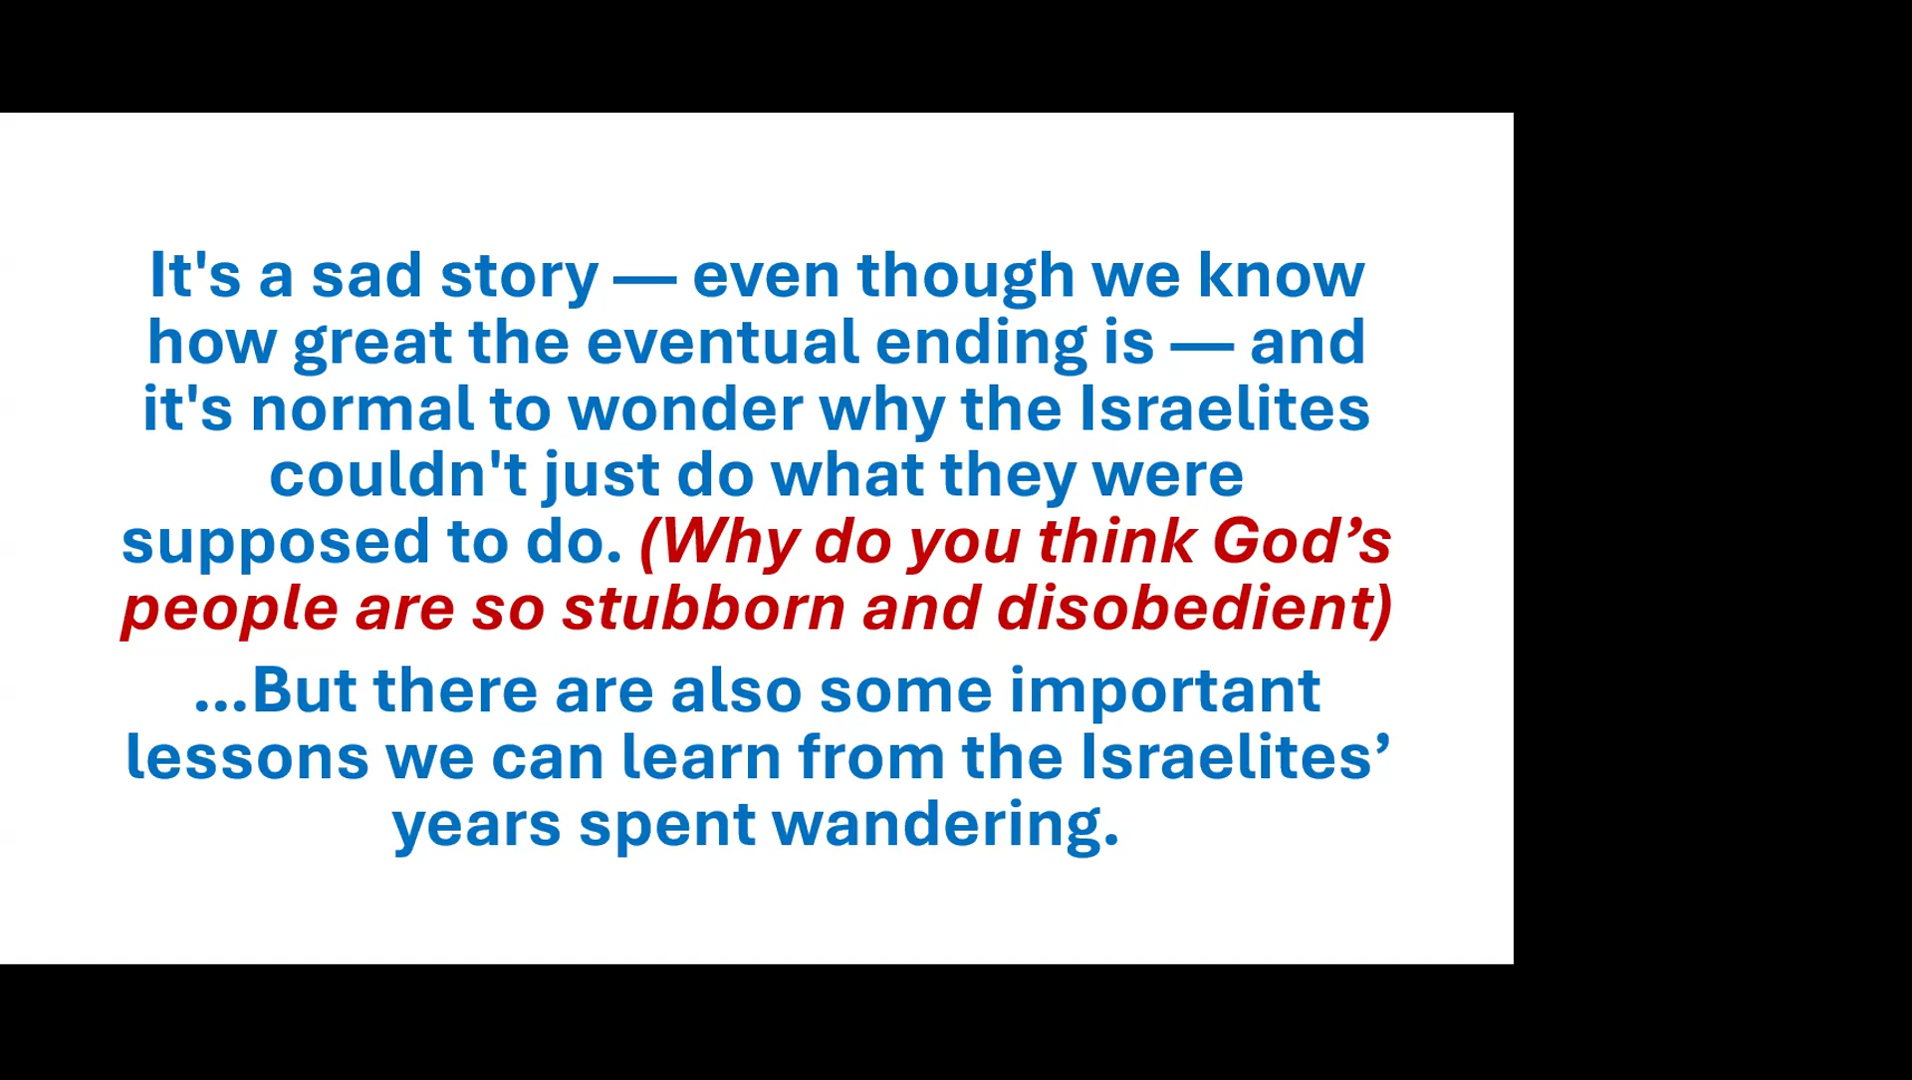 It's a sad story — even though we know
how great the eventual ending is — and
it's normal to wonder why the Israelites
couldn't just do what they were
supposed to do. (Why do you think God’s
people are so stubborn and disobedient)
…But there are also some important
lessons we can learn from the Israelites’
years spent wandering.